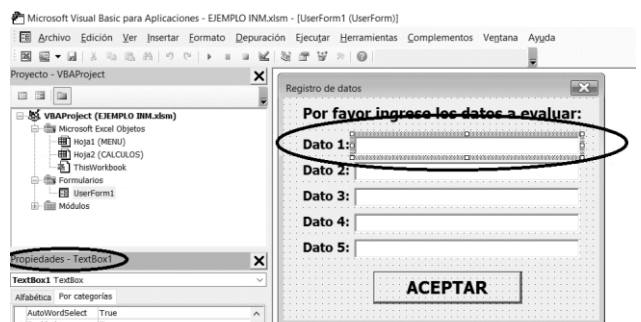 Microsoft Visual Basic para Aplicaciones - EJEMPLO INM.xlsm - [UserForm1 (UserForm)]
Archivo Edición Ver Insertar Formato Depuración Ejecutar Herramientas Complementos Ventana Ayuda
Proyecto - VBAProject
VBAProject (EJEMPLO INM.xlsm)
Microsoft Excel Objetos
Hoja1 (MENU)
Hoja2 (CALCULOS)
ThisWorkbook
Formularios
UserForm1
Módulos
Propiedades - TextBox1
TextBox1 TextBox
Alfabética Por categorías
AutoWordSelect True
Registro de datos
Por favor ingrese los datos a evaluar:
Dato 1:
Dato 2:
Dato 3:
Dato 4:
Dato 5:
ACEPTAR